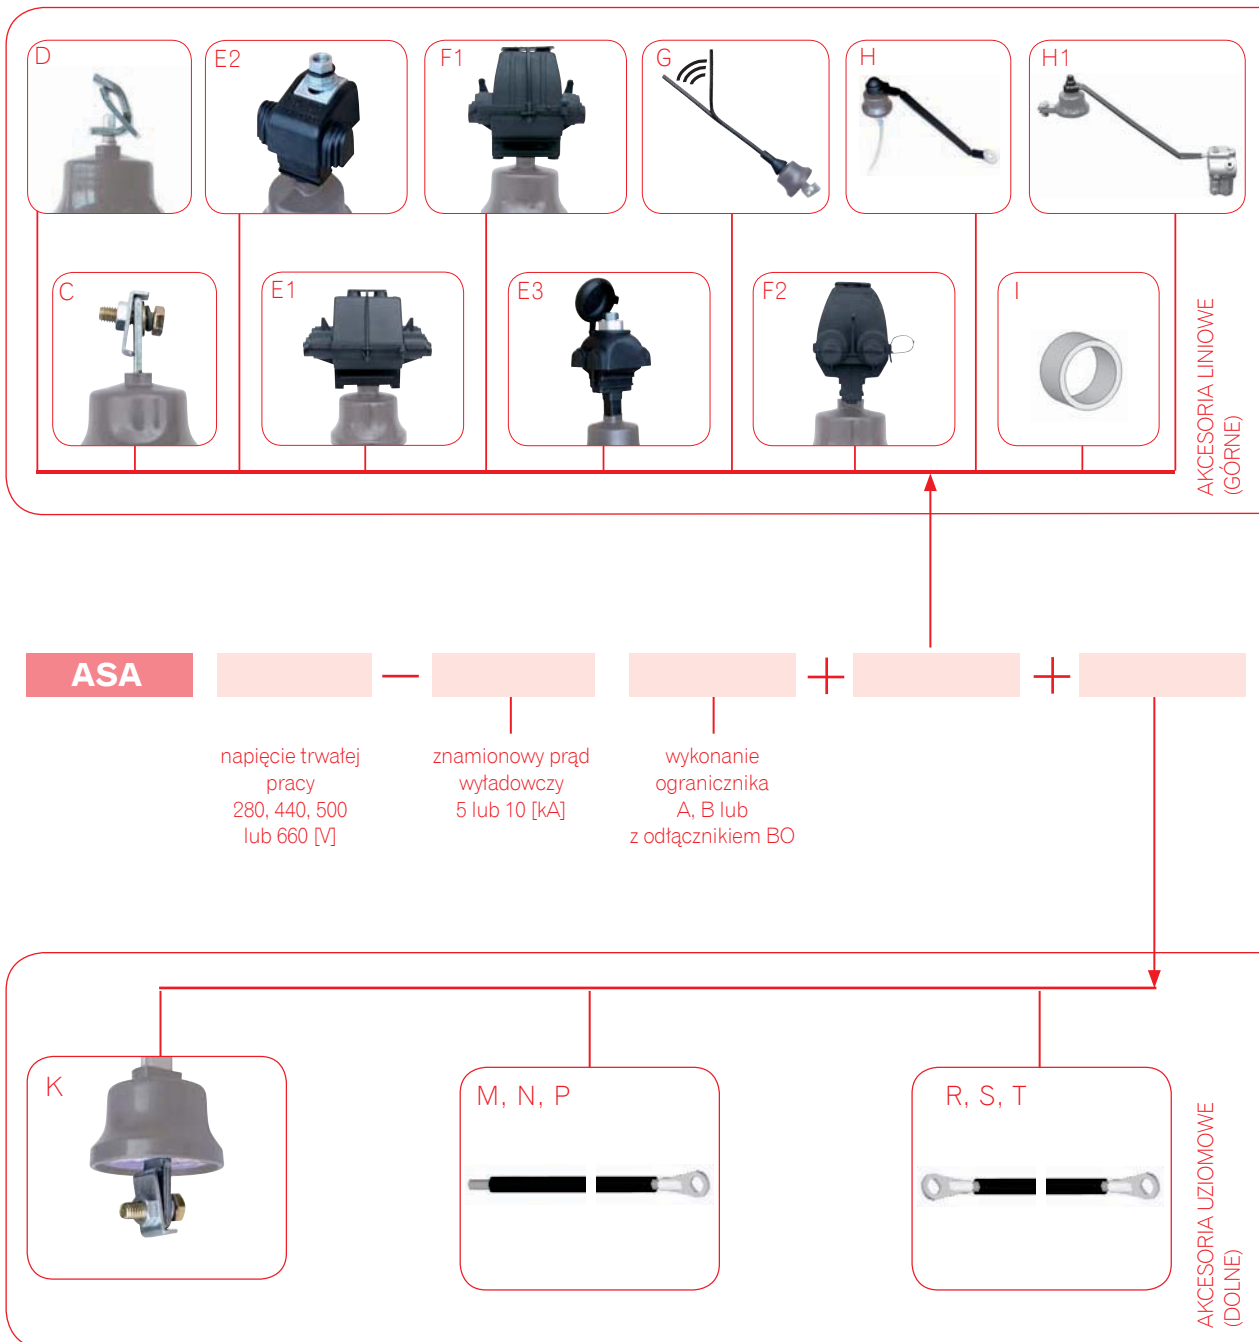 D
E2
F1
G
H
H1
C
E1
E3
F2
I
AKCESORIA LINIOWE
(GÓRNE)
ASA
napięcie trwałej
pracy
280, 440, 500
lub 660 [V]
znamionowy prąd
wyładowczy
5 lub 10 [kA]
wykonanie
ogranicznika
A, B lub
z odłącznikiem BO
K
M, N, P
R, S, T
AKCESORIA UZIOMOWE
(DOLNE)